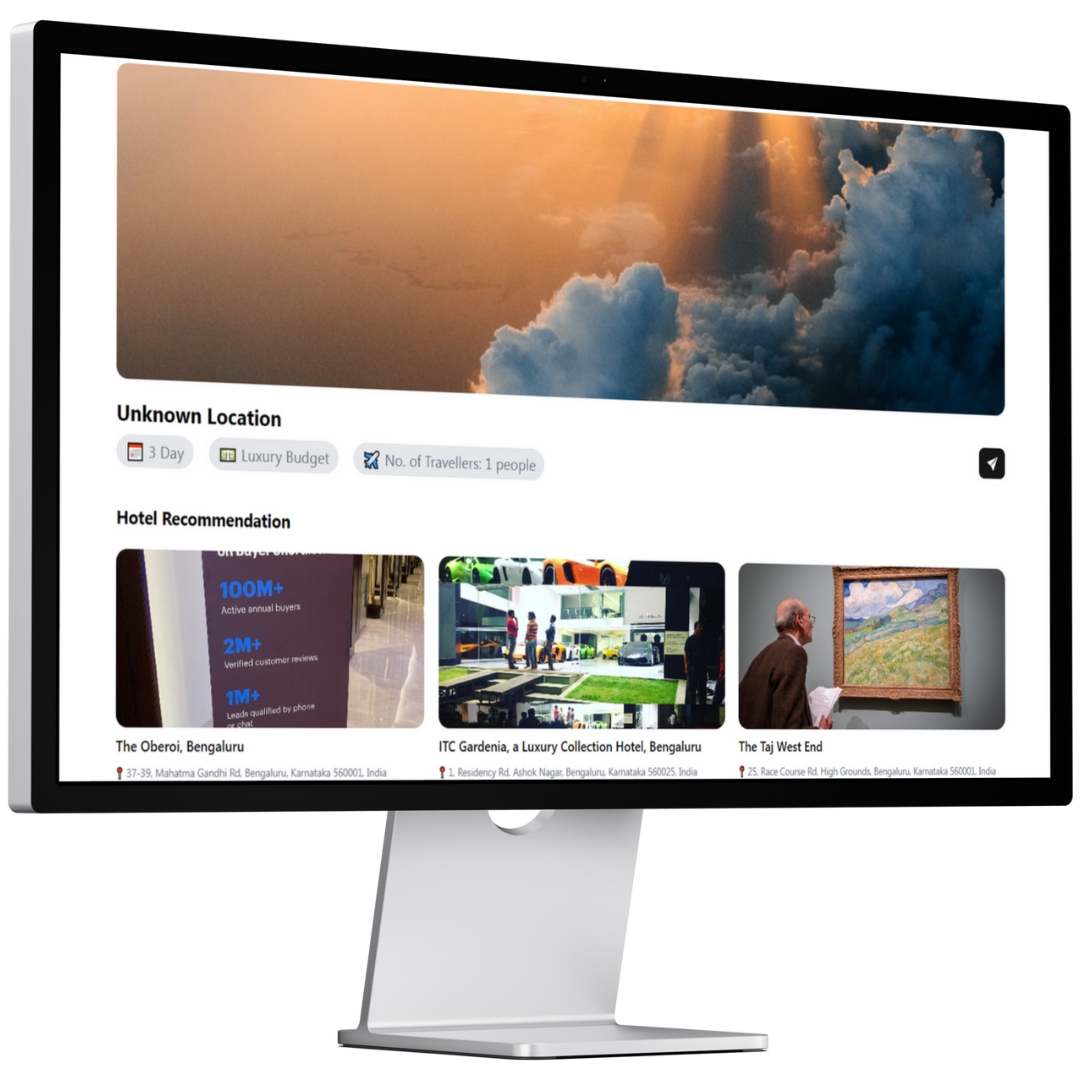 Unknown Location
3 Day
Luxury Budget
No. of Travellers: 1 people
Hotel Recommendation
100M+
Active annual buyers
2M+
Verified customer reviews
1M+
Leads qualified by phone
or chat
The Oberoi, Bengaluru
ITC Gardenia, a Luxury Collection Hotel, Bengaluru
The Taj West End
37-39, Mahatma Gandhi Rd, Bengaluru, Karnataka 560001, India
1, Residency Rd, Ashok Nagar, Bengaluru, Karnataka 560025, India
25, Race Course Rd, High Grounds, Bengaluru, Karnataka 560001, India